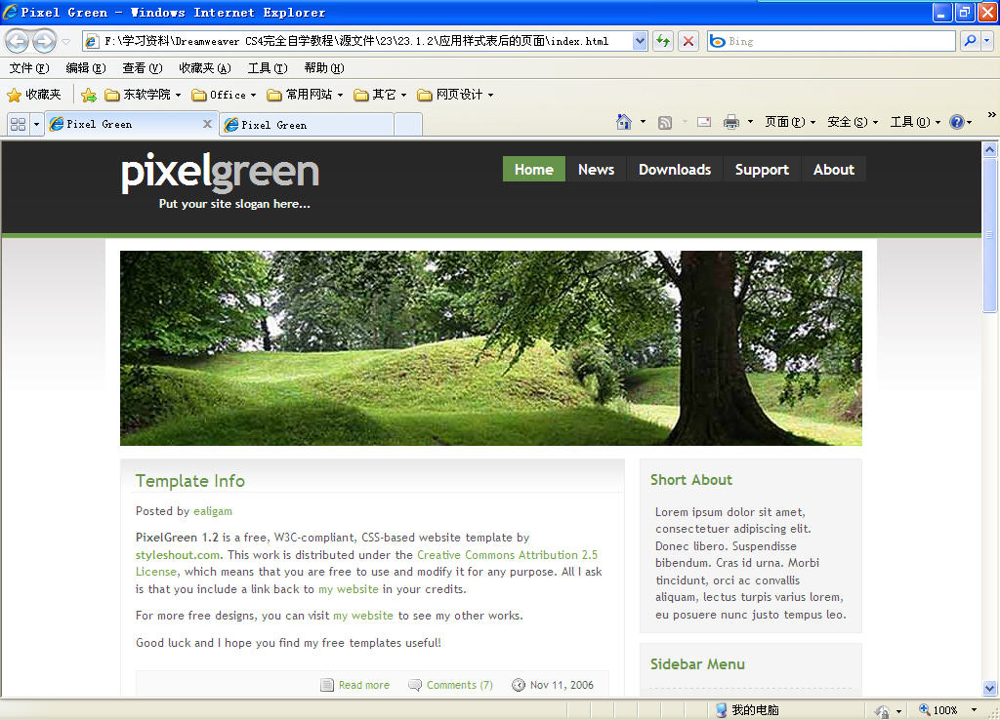 Pixel Green - Windows Internet Explorer
F:\学习资料\Dreamweaver CS4完全自学教程\源文件\23\23.1.2\应用样式表后的页面\index.html
Bing
文件(F) 编辑(E) 查看(V) 收藏夹(A) 工具(T) 帮助(H)
收藏夹 东软学院 Office 常用网站 其它 网页设计
Pixel Green Pixel Green 页面(P) 安全(S) 工具(O) »
pixelgreen
Put your site slogan here...
Home News Downloads Support About
Template Info
Posted by ealigam
PixelGreen 1.2 is a free, W3C-compliant, CSS-based website template by
styleshout.com. This work is distributed under the Creative Commons Attribution 2.5
License, which means that you are free to use and modify it for any purpose. All I ask
is that you include a link back to my website in your credits.
For more free designs, you can visit my website to see my other works.
Good luck and I hope you find my free templates useful!
Read more Comments (7) Nov 11, 2006
Short About
Lorem ipsum dolor sit amet,
consectetuer adipiscing elit.
Donec libero. Suspendisse
bibendum. Cras id urna. Morbi
tincidunt, orci ac convallis
aliquam, lectus turpis varius lorem,
eu posuere nunc justo tempus leo.
Sidebar Menu
我的电脑 100%